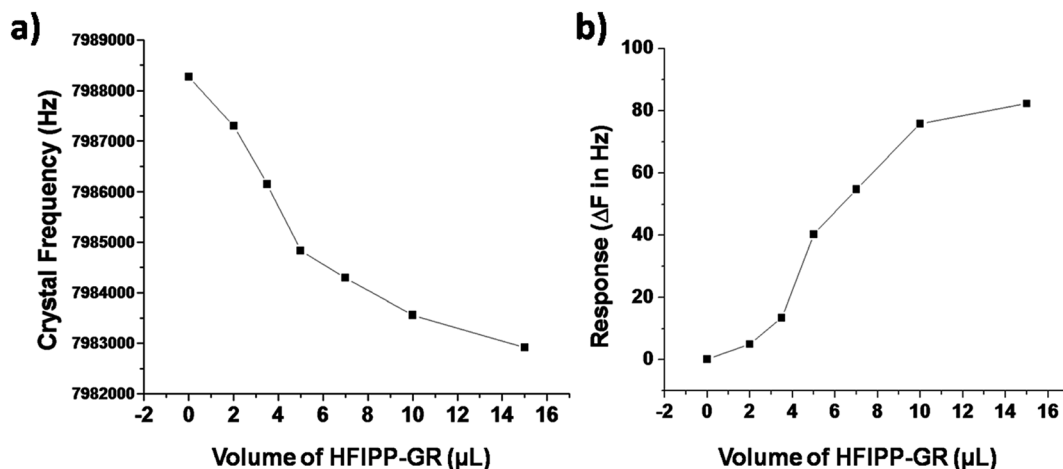 a)
7989000
7988000
7987000
7986000
7985000
7984000
7983000
7982000
Crystal Frequency (Hz)
-2 0 2 4 6 8 10 12 14 16
Volume of HFIPP-GR (μL)
b)
100
80
60
40
20
0
Response (ΔF in Hz)
-2 0 2 4 6 8 10 12 14 16
Volume of HFIPP-GR (μL)